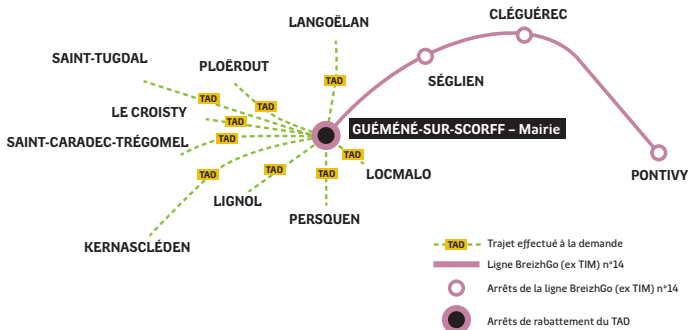 CLÉGUÉREC
LANGOËLAN
SAINT-TUGDAL
PLOËRDUT
SÉGLIEN
TAD
TAD
TAD
LE CROISTY
TAD
GUÉMÉNÉ-SUR-SCORFF – Mairie
SAINT-CARADEC-TRÉGOMEL
TAD
TAD
TAD
TAD
TAD
LOCMALO
PONTIVY
LIGNOL
PERSQUEN
KERNASCLÉDEN
TAD Trajet effectué à la demande
Ligne BreizhGo (ex TIM) n°14
Arrêts de la ligne BreizhGo (ex TIM) n°14
Arrêts de rabattement du TAD